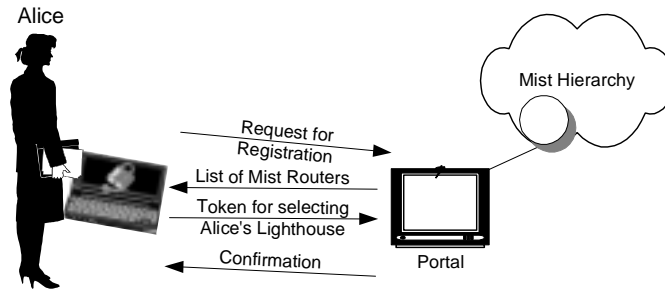 Alice
Mist Hierarchy
Request for
Registration
List of Mist Routers
Token for selecting
Alice's Lighthouse
Confirmation
Portal